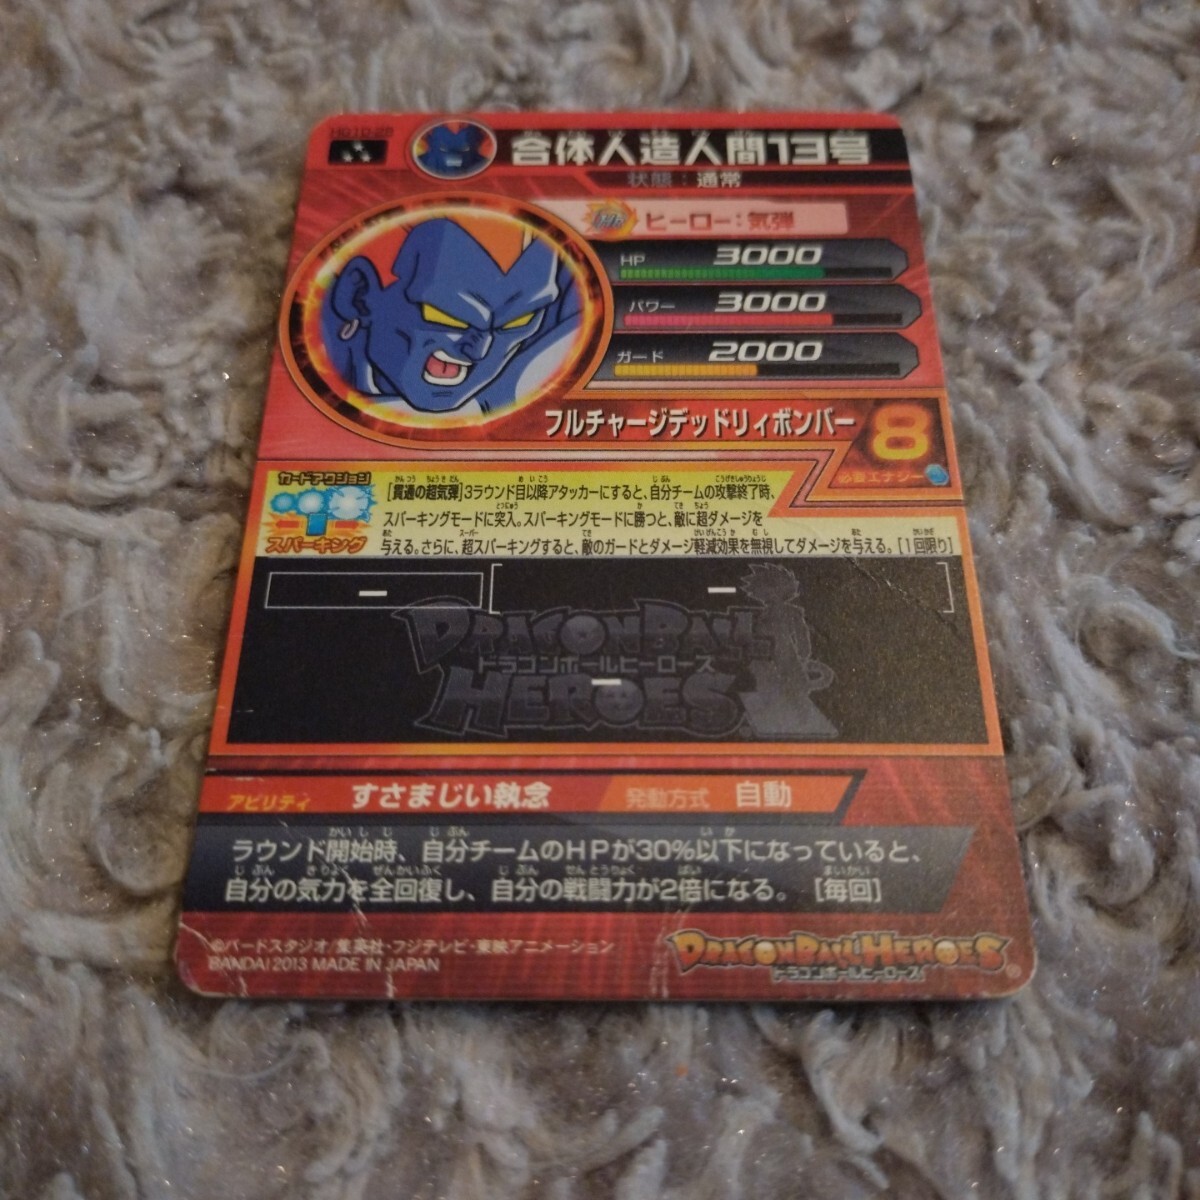 HG10-28
合体人造人間13号
状態：通常
ヒーロー：気弾
HP 3000
パワー 3000
ガード 2000
フルチャージデッドリィボンバー
8
必要エナジー
カードアクション
スパーキング
[貫通の超気弾]3ラウンド目以降アタッカーにすると、自分チームの攻撃終了時、
スパーキングモードに突入。スパーキングモードに勝つと、敵に超ダメージを
与える。さらに、超スパーキングすると、敵のガードとダメージ軽減効果を無視してダメージを与える。[1回限り]
ー
[ ー ]
DRAGON BALL
ドラゴンボールヒーローズ
ー
HEROES
アビリティ すさまじい執念 発動方式 自動
ラウンド開始時、自分チームのHPが30%以下になっていると、
自分の気力を全回復し、自分の戦闘力が2倍になる。 [毎回]
©バードスタジオ/集英社・フジテレビ・東映アニメーション
BANDAI 2013 MADE IN JAPAN
DRAGON BALL HEROES
ドラゴンボールヒーローズ
®